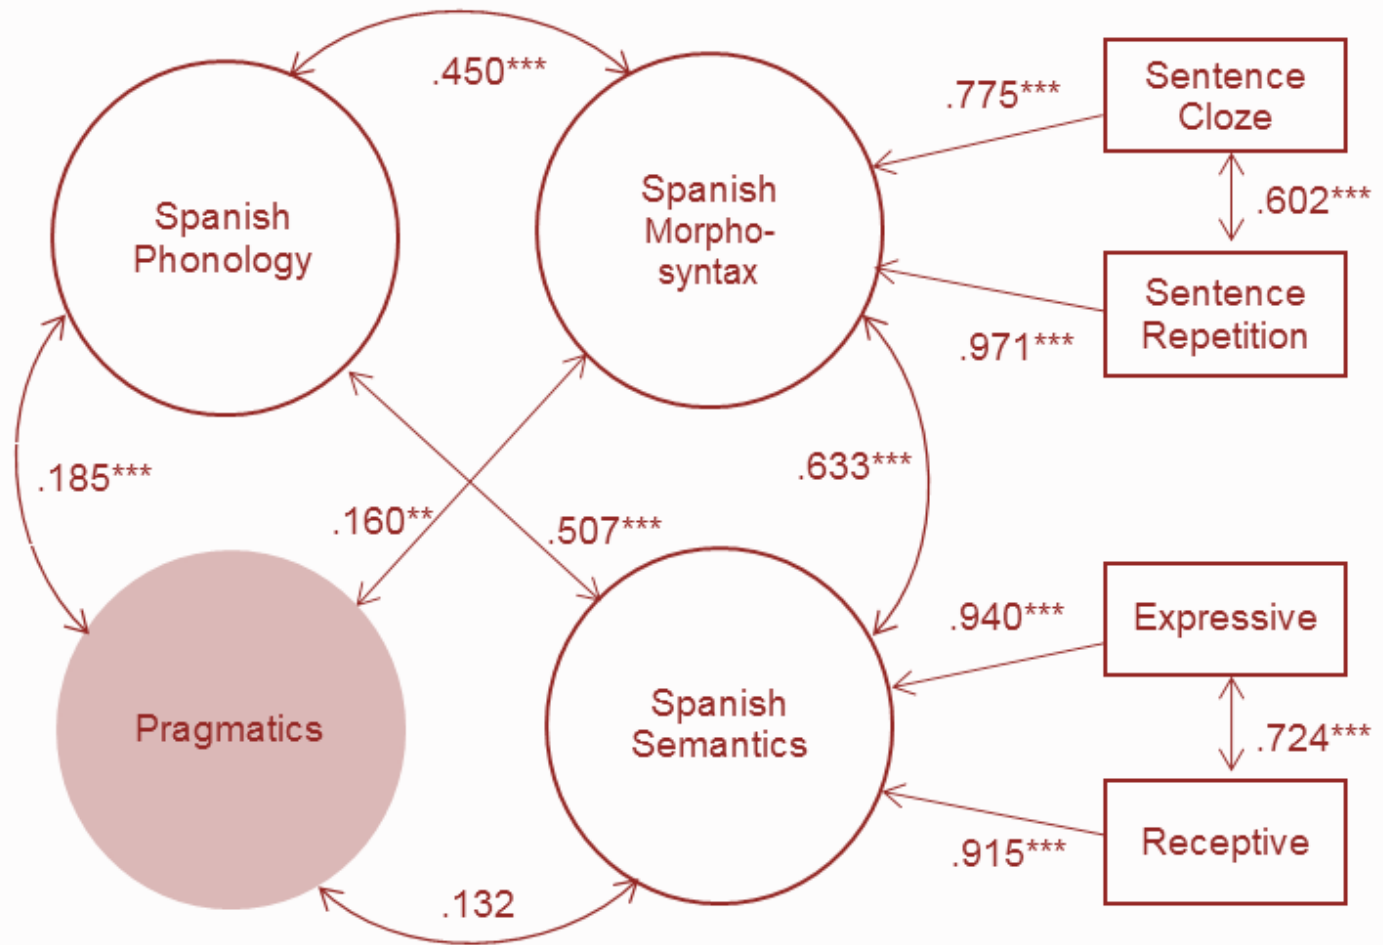 .450***
Spanish
Phonology
Spanish
Morpho-
syntax
.775***
Sentence
Cloze
.602***
.971***
Sentence
Repetition
.185***
.160**
.507***
.633***
Pragmatics
Spanish
Semantics
.940***
Expressive
.724***
.915***
Receptive
.132